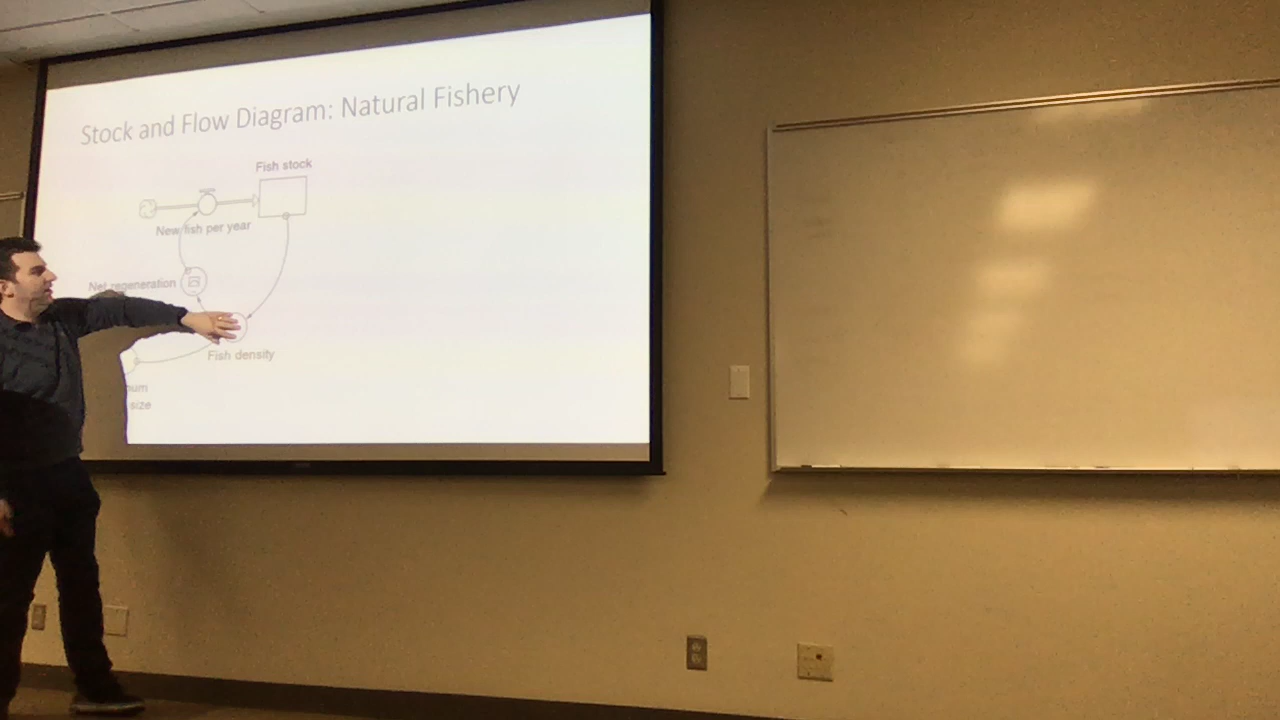 Stock and Flow Diagram: Natural Fishery
Fish stock
New fish per year
Net regeneration
Fish density
size